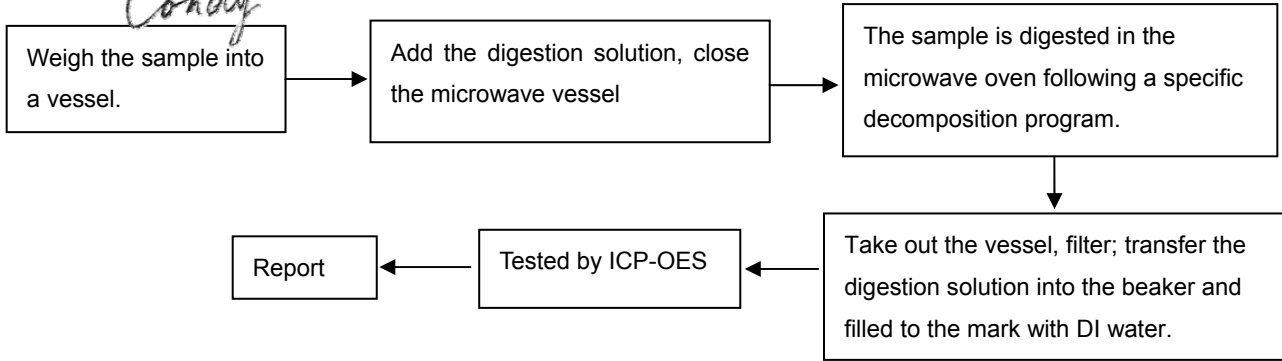 Weigh the sample into
a vessel.
Add the digestion solution, close
the microwave vessel
The sample is digested in the
microwave oven following a specific
decomposition program.
Take out the vessel, filter; transfer the
digestion solution into the beaker and
filled to the mark with DI water.
Tested by ICP-OES
Report